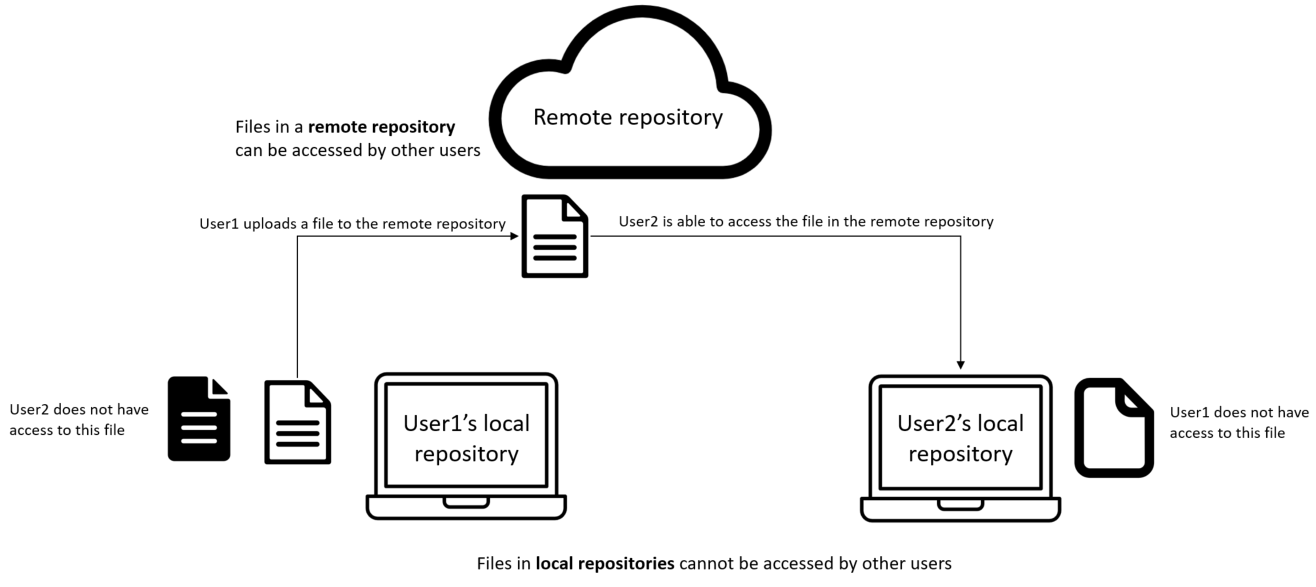 Remote repository
Files in a remote repository
can be accessed by other users
User1 uploads a file to the remote repository
User2 is able to access the file in the remote repository
User2 does not have
access to this file
User1’s local
repository
User2’s local
repository
User1 does not have
access to this file
Files in local repositories cannot be accessed by other users